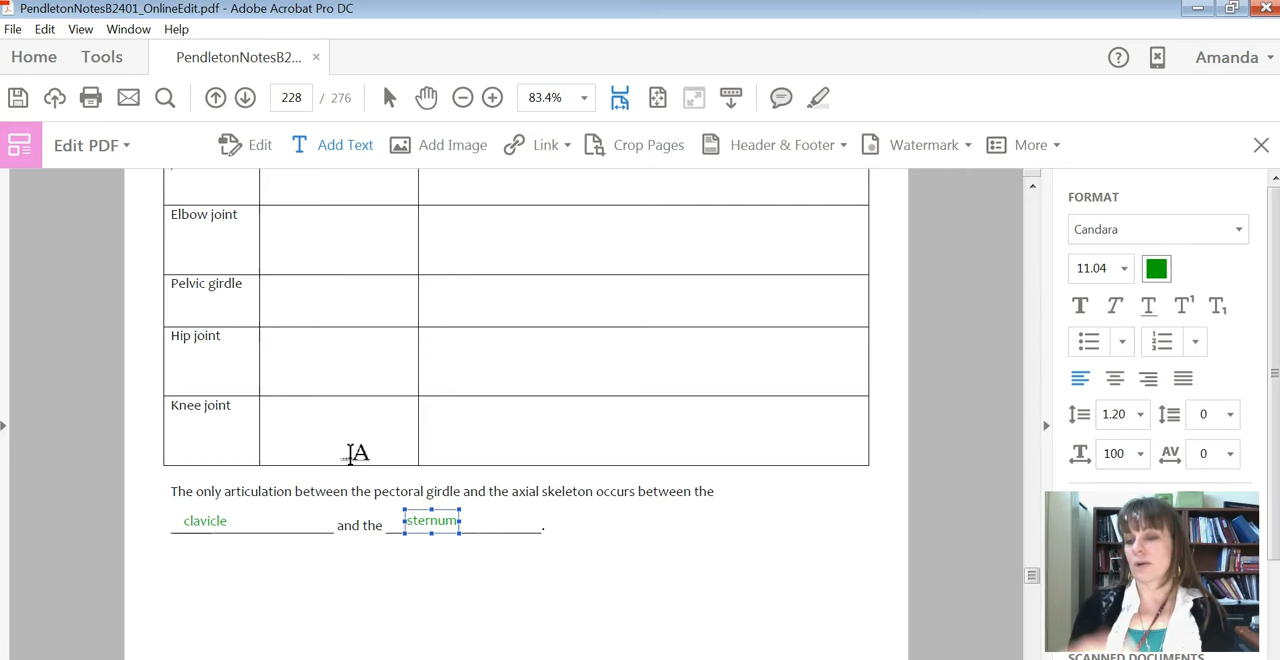 PendletonNotesB2401_OnlineEdit.pdf - Adobe Acrobat Pro DC
File Edit View Window Help
Home Tools PendletonNotesB2... × Amanda
228 / 276 83.4%
Edit PDF Edit Add Text Add Image Link Crop Pages Header & Footer Watermark More
FORMAT
Candara
11.04
1.20 0
100 0
Elbow joint
Pelvic girdle
Hip joint
Knee joint
The only articulation between the pectoral girdle and the axial skeleton occurs between the
clavicle and the sternum.
SCANNED DOCUMENTS